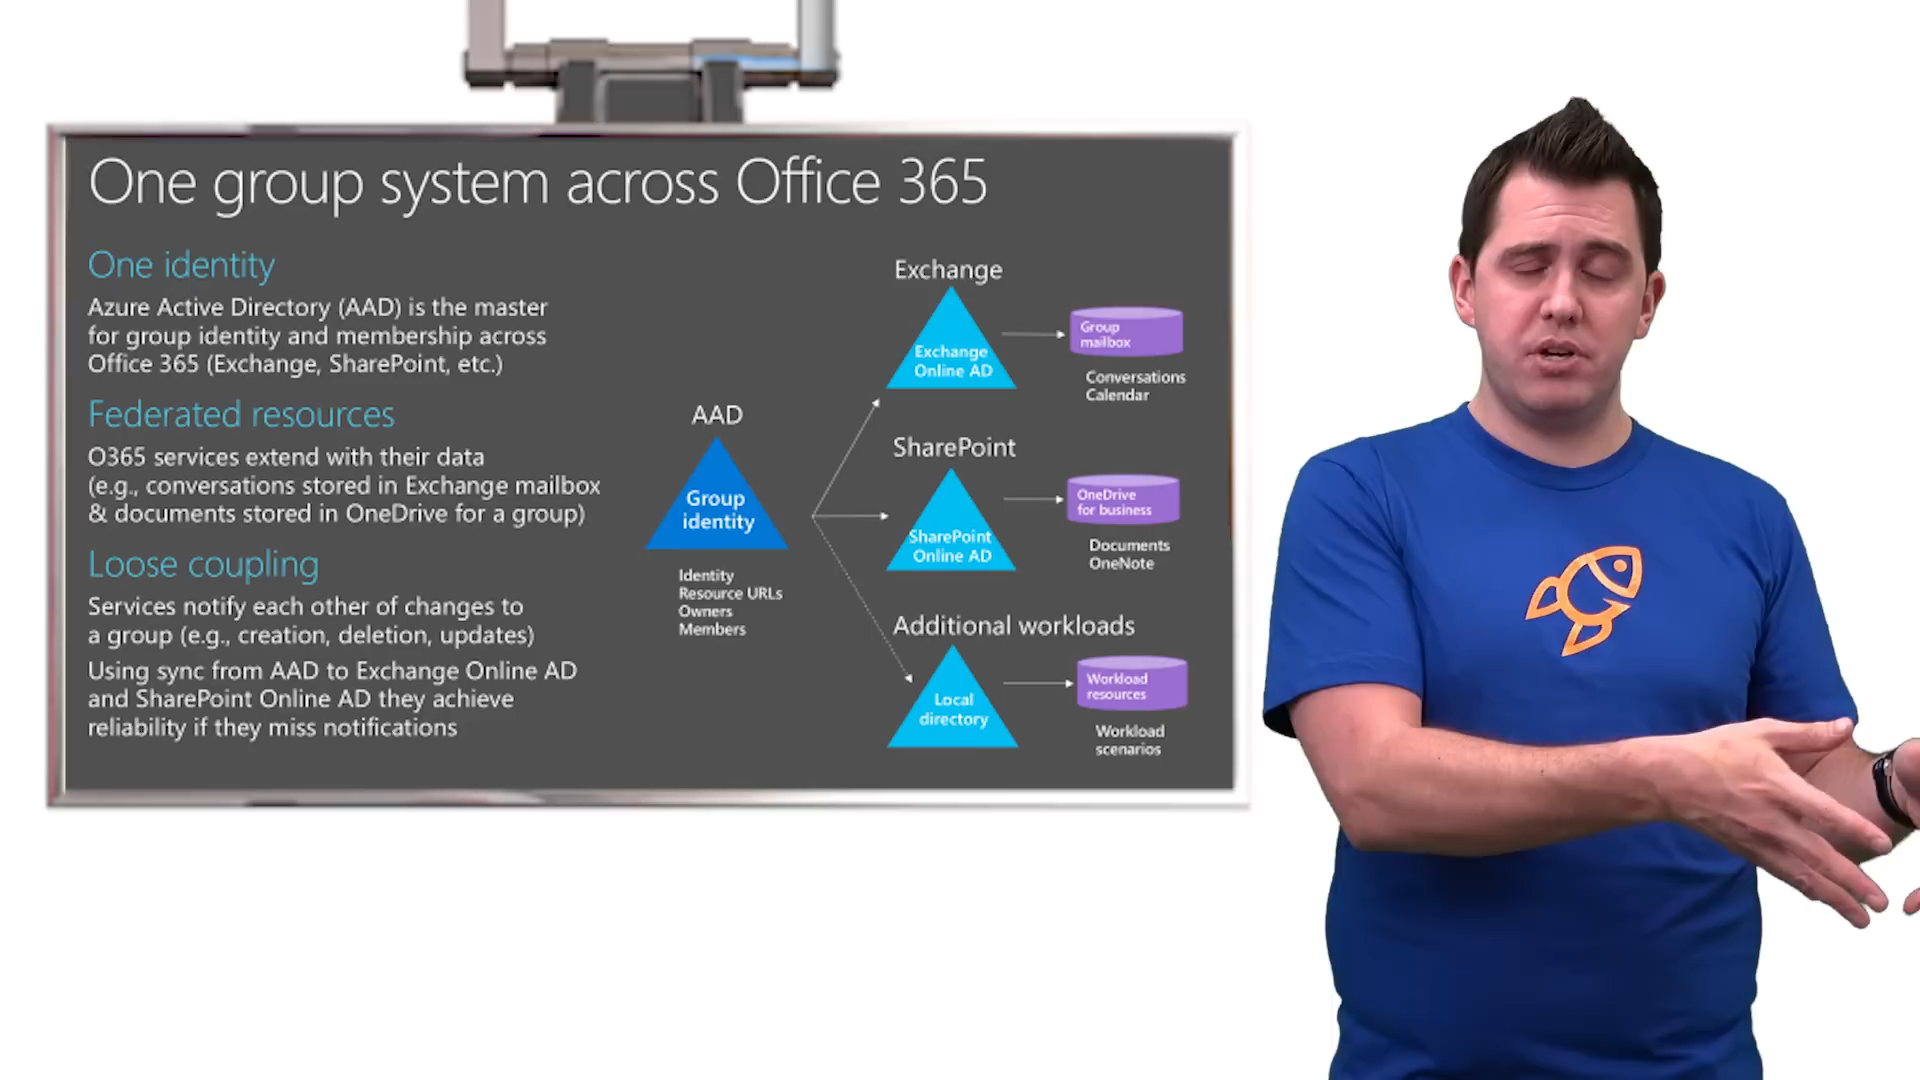 One group system across Office 365
One identity
Azure Active Directory (AAD) is the master
for group identity and membership across
Office 365 (Exchange, SharePoint, etc.)
Federated resources
O365 services extend with their data
(e.g., conversations stored in Exchange mailbox
& documents stored in OneDrive for a group)
Loose coupling
Services notify each other of changes to
a group (e.g., creation, deletion, updates)
Using sync from AAD to Exchange Online AD
and SharePoint Online AD they achieve
reliability if they miss notifications
AAD
Group
identity
Identity
Resource URLs
Owners
Members
Exchange
Exchange
Online AD
Group
mailbox
Conversations
Calendar
SharePoint
SharePoint
Online AD
OneDrive
for business
Documents
OneNote
Additional workloads
Local
directory
Workload
resources
Workload
scenarios